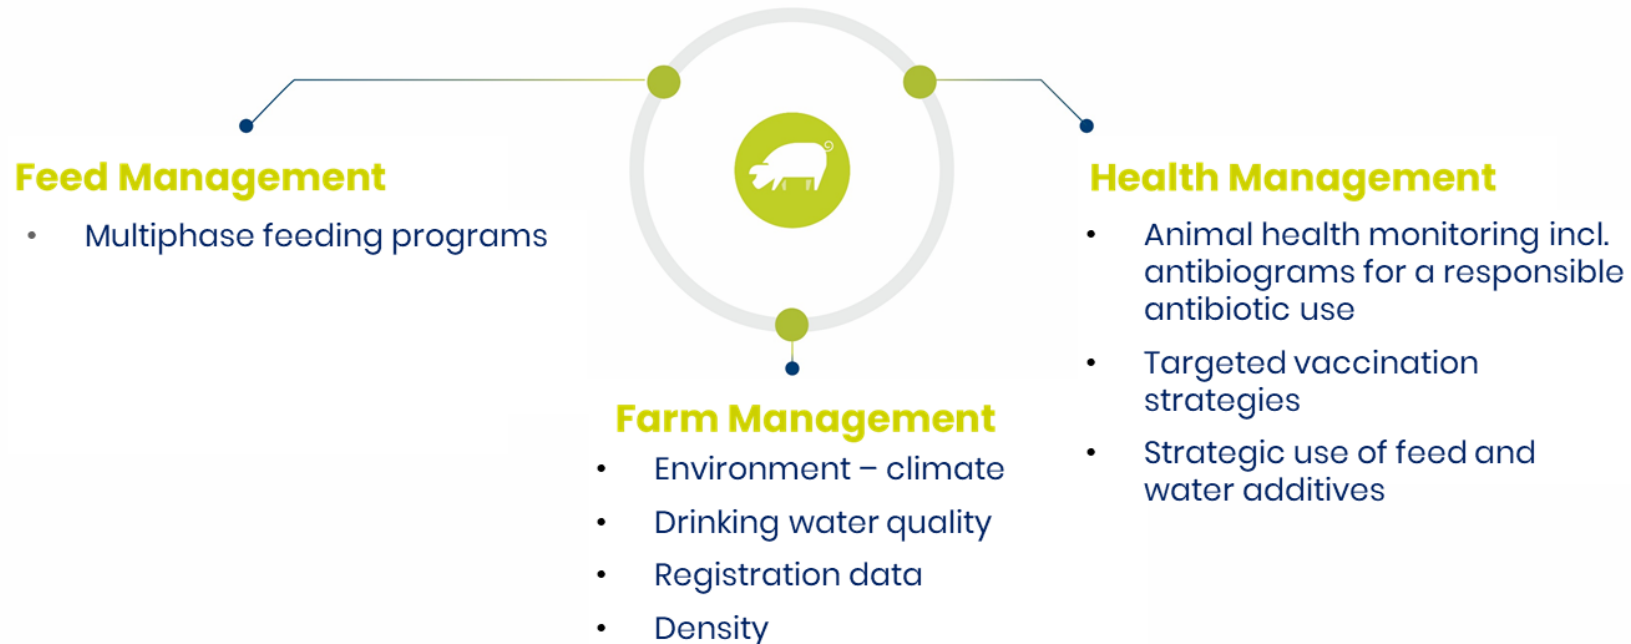 Feed Management
• Multiphase feeding programs
Health Management
• Animal health monitoring incl.
antibiograms for a responsible
antibiotic use
• Targeted vaccination
strategies
• Strategic use of feed and
water additives
Farm Management
• Environment – climate
• Drinking water quality
• Registration data
• Density